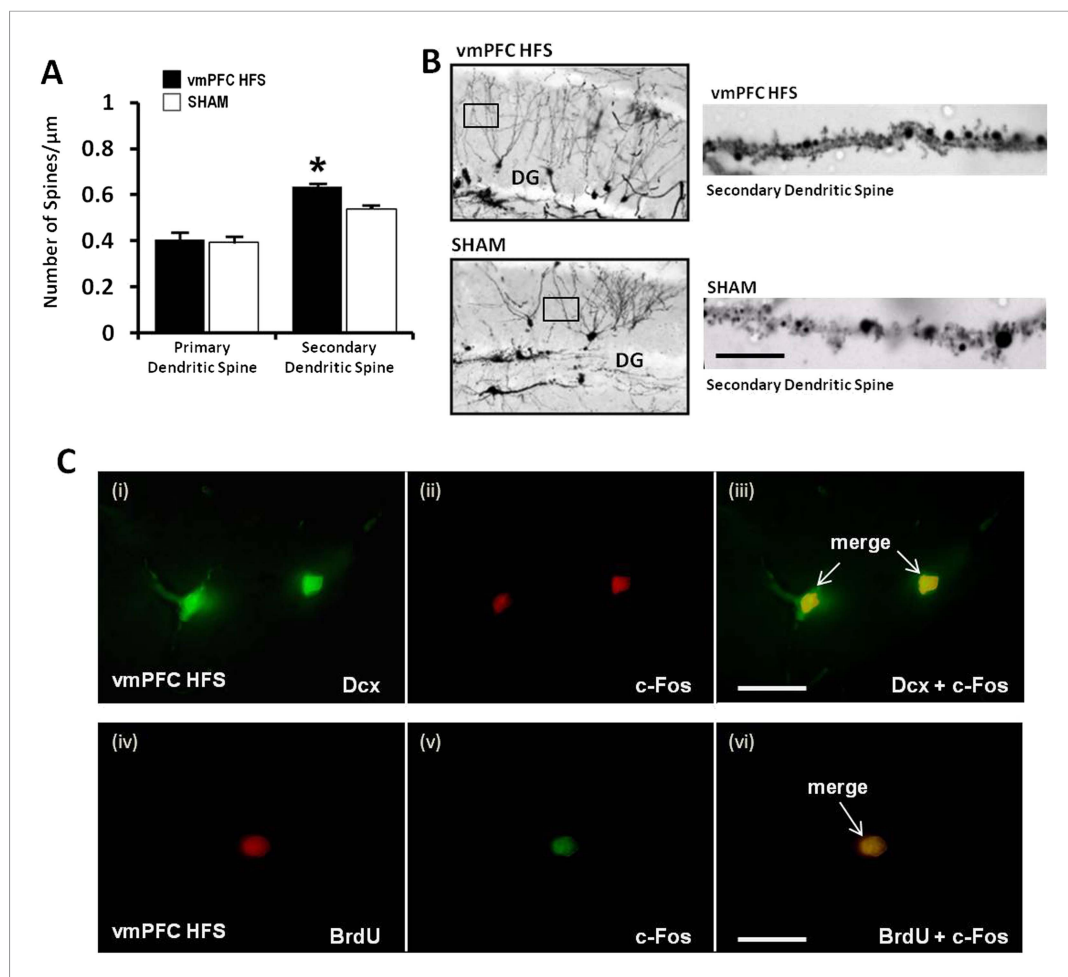 A
vmPFC HFS
SHAM
Number of Spines/µm
1
0.8
0.6
0.4
0.2
0
*
Primary
Dendritic Spine
Secondary
Dendritic Spine
B
vmPFC HFS
DG
vmPFC HFS
Secondary Dendritic Spine
SHAM
DG
SHAM
Secondary Dendritic Spine
C
(i)
vmPFC HFS
Dcx
(ii)
c-Fos
(iii)
merge
Dcx + c-Fos
(iv)
vmPFC HFS
BrdU
(v)
c-Fos
(vi)
merge
BrdU + c-Fos